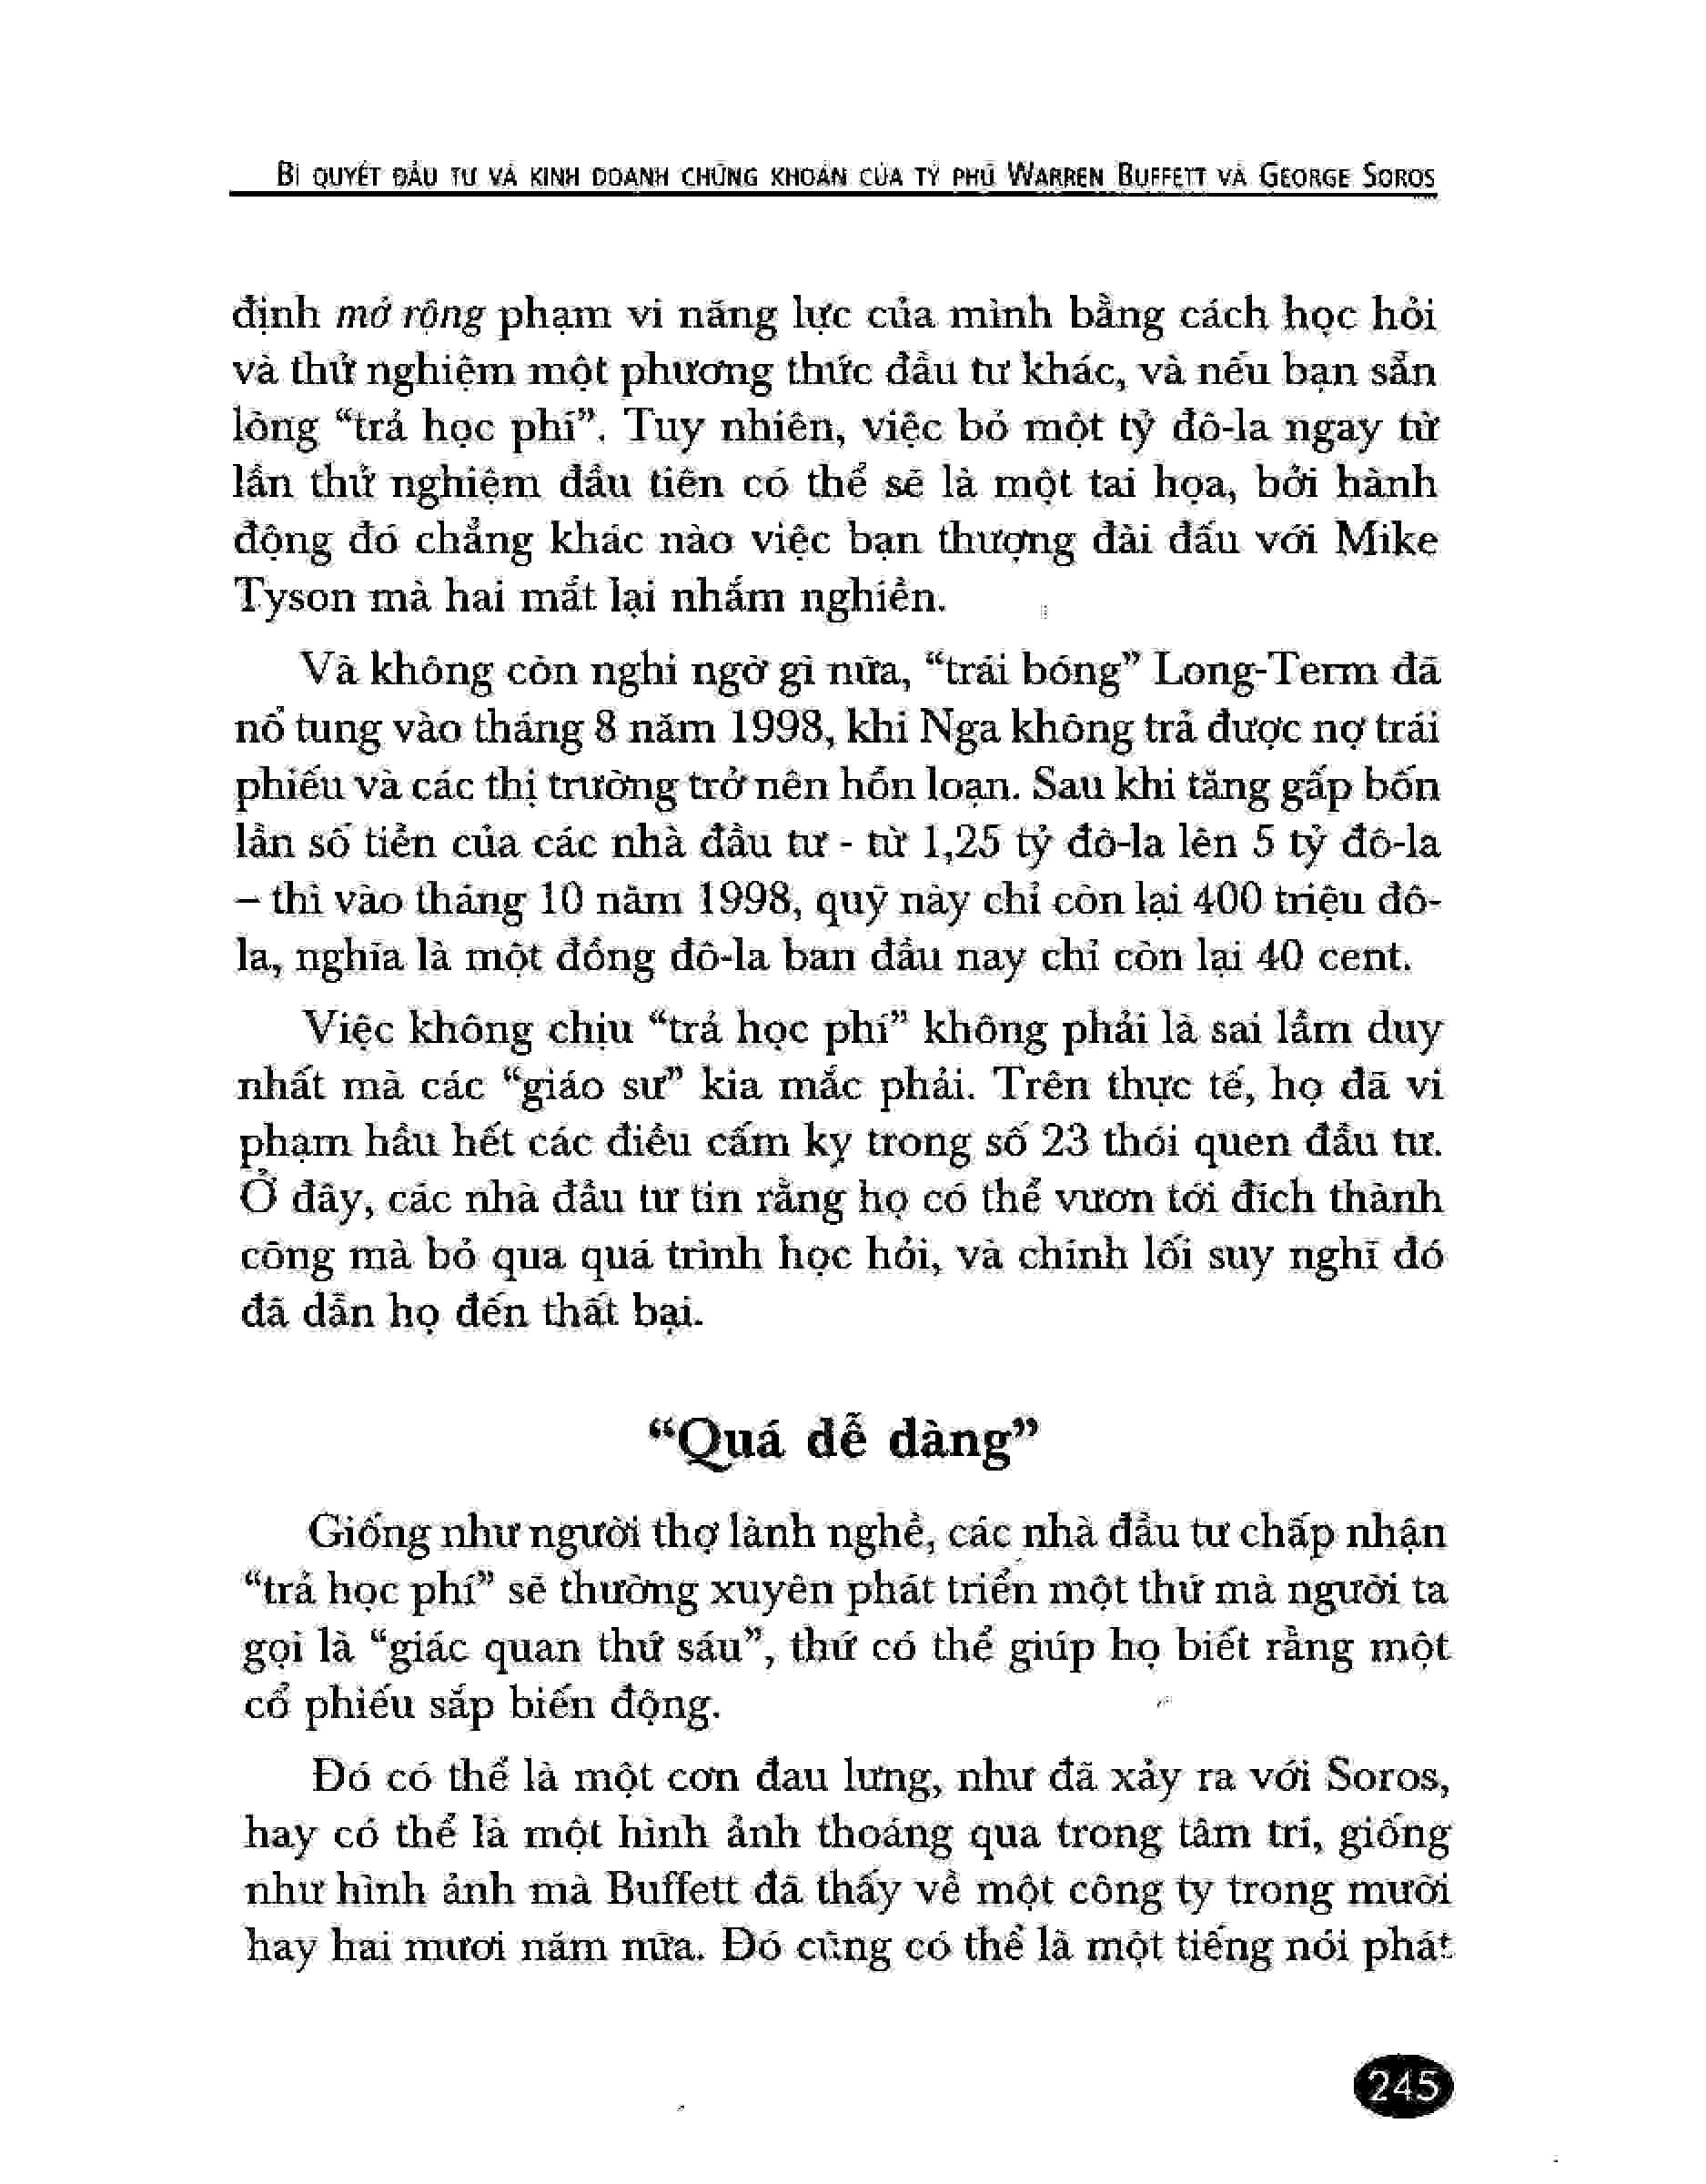 BÍ QUYẾT ĐẦU TƯ VÀ KINH DOANH CHỨNG KHOÁN CỦA TỶ PHÚ WARREN BUFFETT VÀ GEORGE SOROS
định mở rộng phạm vi năng lực của mình bằng cách học hỏi
và thử nghiệm một phương thức đầu tư khác, và nếu bạn sẵn
lòng “trả học phí”. Tuy nhiên, việc bỏ một tỷ đô-la ngay từ
lần thử nghiệm đầu tiên có thể sẽ là một tai họa, bởi hành
động đó chẳng khác nào việc bạn thượng đài đấu với Mike
Tyson mà hai mắt lại nhắm nghiền.
Và không còn nghi ngờ gì nữa, “trái bóng” Long-Term đã
nổ tung vào tháng 8 năm 1998, khi Nga không trả được nợ trái
phiếu và các thị trường trở nên hỗn loạn. Sau khi tăng gấp bốn
lần số tiền của các nhà đầu tư - từ 1,25 tỷ đô-la lên 5 tỷ đô-la
– thì vào tháng 10 năm 1998, quỹ này chỉ còn lại 400 triệu đô-
la, nghĩa là một đồng đô-la ban đầu nay chỉ còn lại 40 cent.
Việc không chịu “trả học phí” không phải là sai lầm duy
nhất mà các “giáo sư” kia mắc phải. Trên thực tế, họ đã vi
phạm hầu hết các điều cấm kỵ trong số 23 thói quen đầu tư.
Ở đây, các nhà đầu tư tin rằng họ có thể vươn tới đích thành
công mà bỏ qua quá trình học hỏi, và chính lối suy nghĩ đó
đã dẫn họ đến thất bại.
“Quá dễ dàng”
Giống như người thợ lành nghề, các nhà đầu tư chấp nhận
“trả học phí” sẽ thường xuyên phát triển một thứ mà người ta
gọi là “giác quan thứ sáu”, thứ có thể giúp họ biết rằng một
cổ phiếu sắp biến động.
Đó có thể là một cơn đau lưng, như đã xảy ra với Soros,
hay có thể là một hình ảnh thoáng qua trong tâm trí, giống
như hình ảnh mà Buffett đã thấy về một công ty trong mười
hay hai mươi năm nữa. Đó cũng có thể là một tiếng nói phát
245